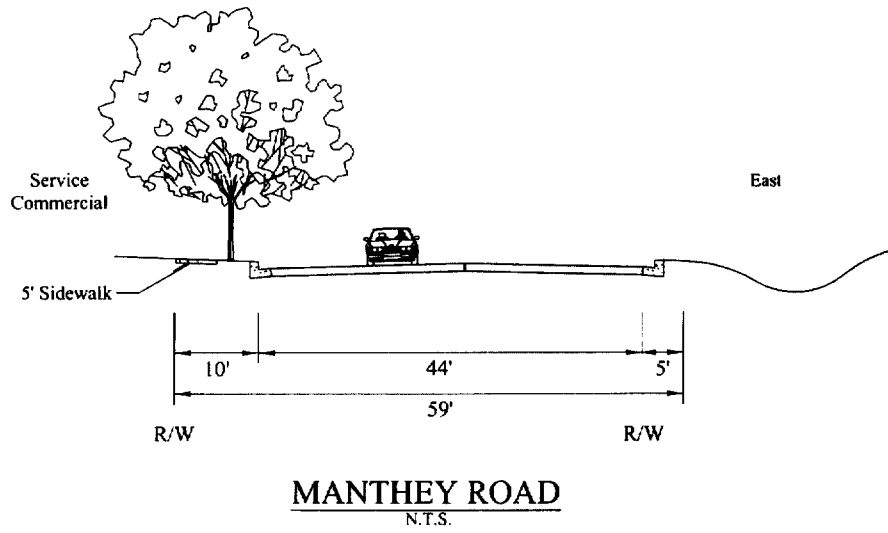 Service
Commercial
East
5' Sidewalk
10'
44'
5'
59'
R/W
R/W
MANTHEY ROAD
N.T.S.